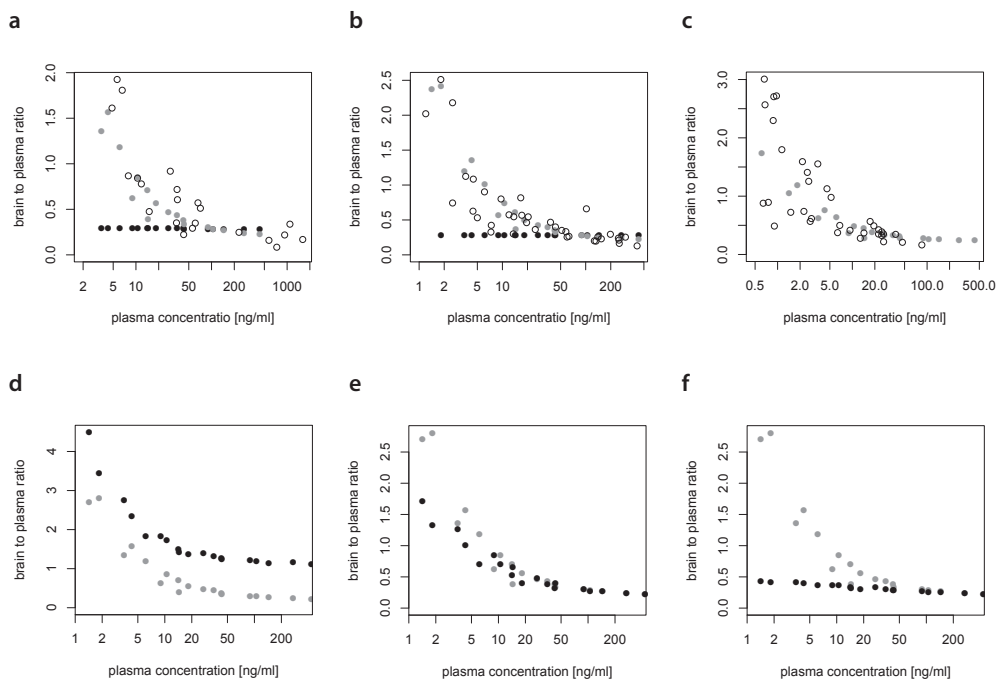 a
brain to plasma ratio
2.0
1.5
1.0
0.5
0.0
2 5 10 50 200 1000
plasma concentratio [ng/ml]
b
brain to plasma ratio
2.5
2.0
1.5
1.0
0.5
0.0
1 2 5 10 50 200
plasma concentratio [ng/ml]
c
brain to plasma ratio
3.0
2.0
1.0
0.0
0.5 2.0 5.0 20.0 100.0 500.0
plasma concentratio [ng/ml]
d
brain to plasma ratio
4
3
2
1
0
1 2 5 10 20 50 200
plasma concentration [ng/ml]
e
brain to plasma ratio
2.5
2.0
1.5
1.0
0.5
0.0
1 2 5 10 20 50 200
plasma concentration [ng/ml]
f
brain to plasma ratio
2.5
2.0
1.5
1.0
0.5
0.0
1 2 5 10 20 50 200
plasma concentration [ng/ml]